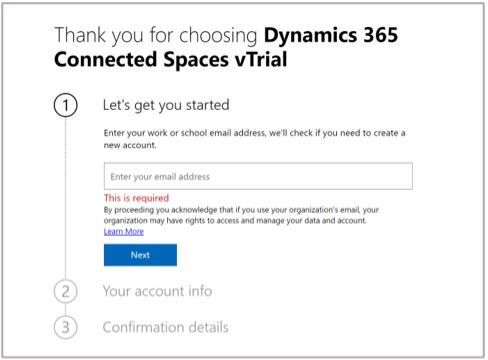 Thank you for choosing Dynamics 365
Connected Spaces vTrial
1 Let's get you started
Enter your work or school email address, we'll check if you need to create a
new account.
Enter your email address
This is required
By proceeding you acknowledge that if you use your organization's email, your
organization may have rights to access and manage your data and account.
Learn More
Next
2 Your account info
3 Confirmation details